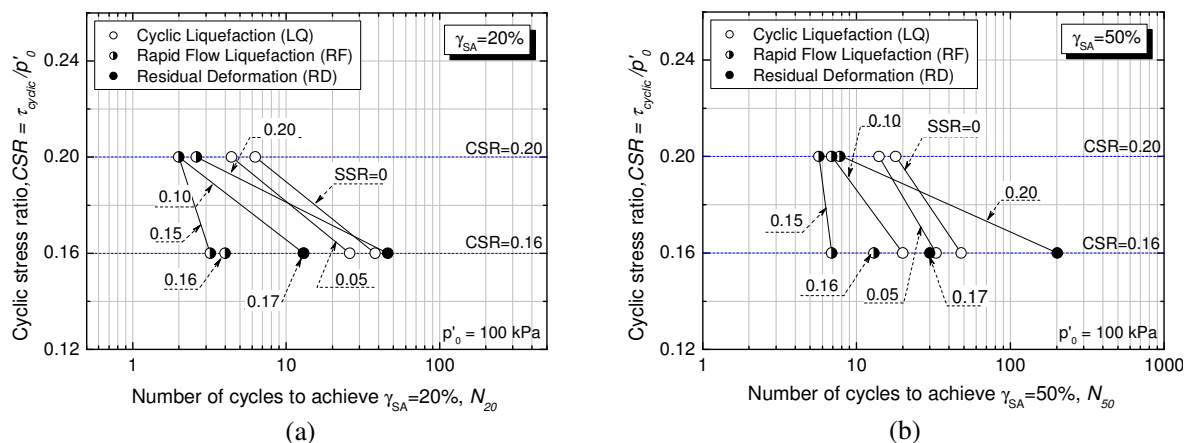 γSA=20%
Cyclic Liquefaction (LQ)
Rapid Flow Liquefaction (RF)
Residual Deformation (RD)
0.24
0.20
0.16
0.12
Cyclic stress ratio, CSR = τcyclic/p'0
0.20
CSR=0.20
0.10
SSR=0
0.15
CSR=0.16
0.16
0.17
0.05
p'0 = 100 kPa
1
10
100
Number of cycles to achieve γSA=20%, N20
(a)
γSA=50%
Cyclic Liquefaction (LQ)
Rapid Flow Liquefaction (RF)
Residual Deformation (RD)
0.24
0.20
0.16
0.12
Cyclic stress ratio, CSR = τcyclic/p'0
0.10
SSR=0
CSR=0.20
0.20
0.15
CSR=0.16
0.16
0.05
0.17
p'0 = 100 kPa
1
10
100
1000
Number of cycles to achieve γSA=50%, N50
(b)